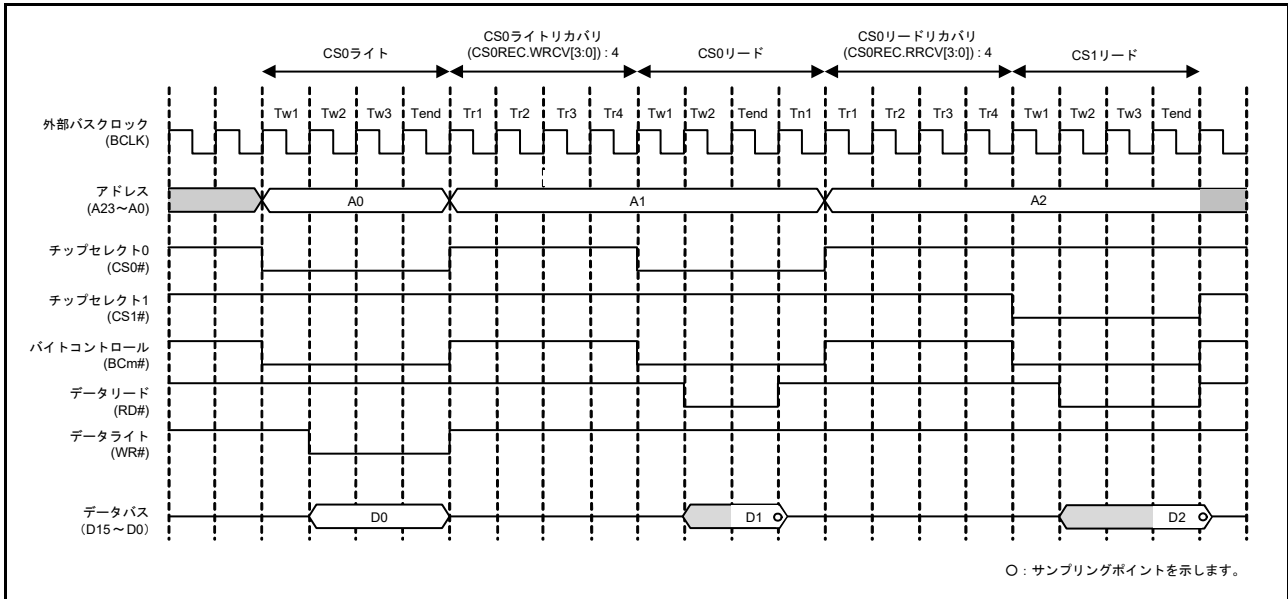 CS0ライト
CS0ライトリカバリ
(CS0REC.WRCV[3:0]) : 4
CS0リード
CS0リードリカバリ
(CS0REC.RRCV[3:0]) : 4
CS1リード
Tw1 Tw2 Tw3 Tend Tr1 Tr2 Tr3 Tr4 Tw1 Tw2 Tend Tn1 Tr1 Tr2 Tr3 Tr4 Tw1 Tw2 Tw3 Tend
外部バスクロック
(BCLK)
アドレス
(A23~A0)
A0 A1 A2
チップセレクト0
(CS0#)
チップセレクト1
(CS1#)
バイトコントロール
(BCm#)
データリード
(RD#)
データライト
(WR#)
データバス
(D15~D0)
D0 D1 D2
○:サンプリングポイントを示します。